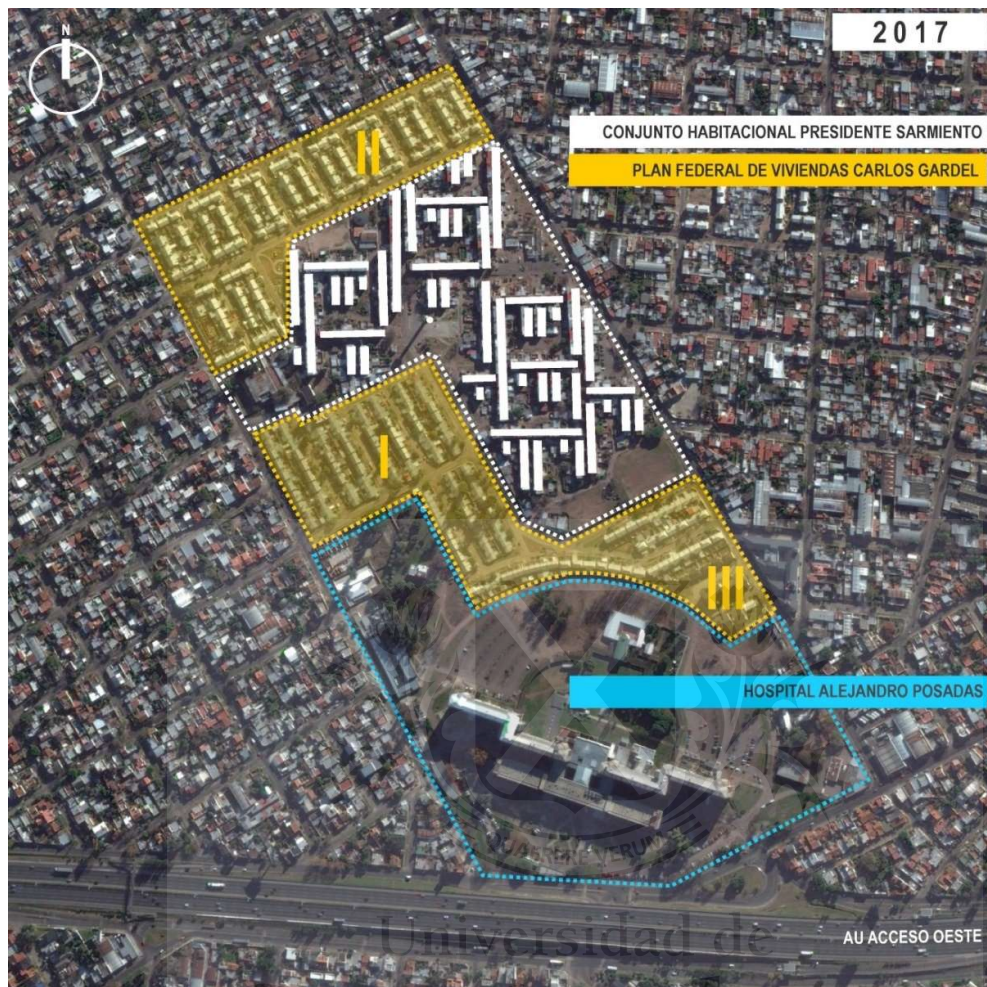 N
2017
CONJUNTO HABITACIONAL PRESIDENTE SARMIENTO
PLAN FEDERAL DE VIVIENDAS CARLOS GARDEL
II
I
III
HOSPITAL ALEJANDRO POSADAS
VERUM
Universidad de
AU ACCESO OESTE